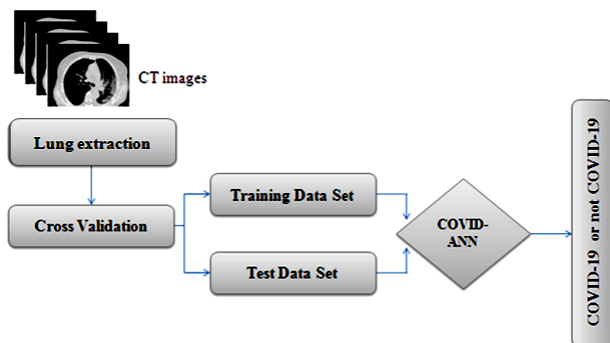 CT images
Lung extraction
Cross Validation
Training Data Set
Test Data Set
COVID-
ANN
COVID-19 or not COVID-19